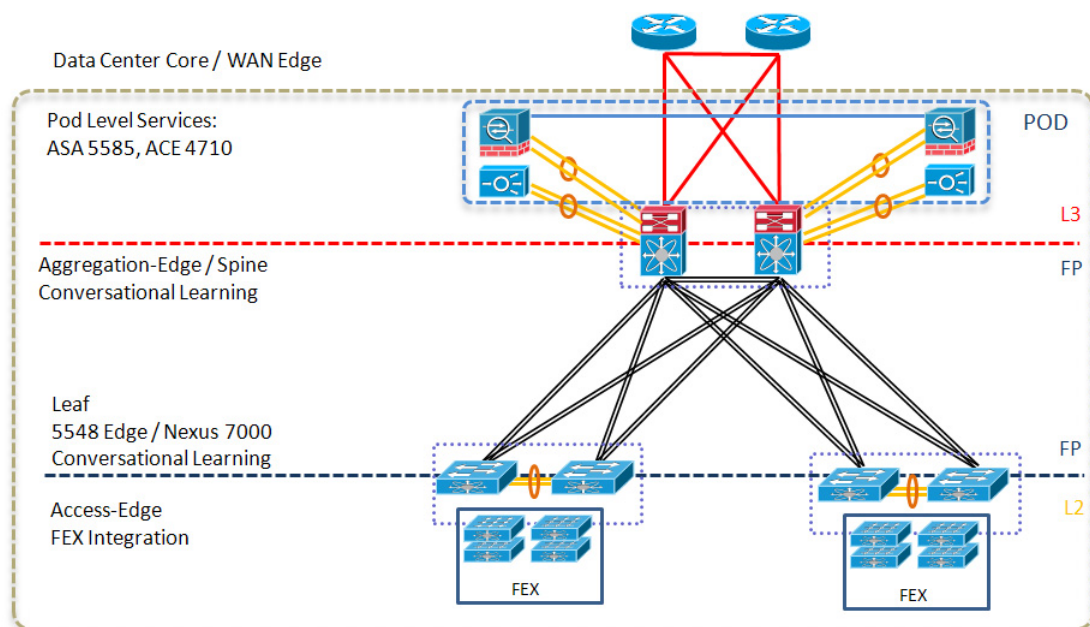 Data Center Core / WAN Edge
Pod Level Services:
ASA 5585, ACE 4710
POD
L3
Aggregation-Edge / Spine
Conversational Learning
FP
Leaf
5548 Edge / Nexus 7000
Conversational Learning
FP
Access-Edge
FEX Integration
L2
FEX
FEX